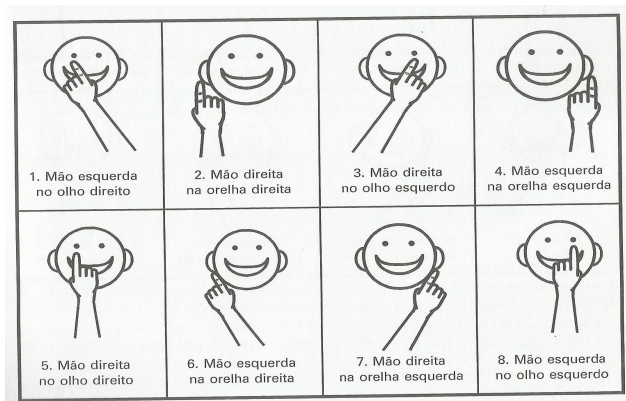 1. Mão esquerda
no olho direito
2. Mão direita
na orelha direita
3. Mão direita
no olho esquerdo
4. Mão esquerda
na orelha esquerda
5. Mão direita
no olho direito
6. Mão esquerda
na orelha direita
7. Mão direita
na orelha esquerda
8. Mão esquerda
no olho esquerdo